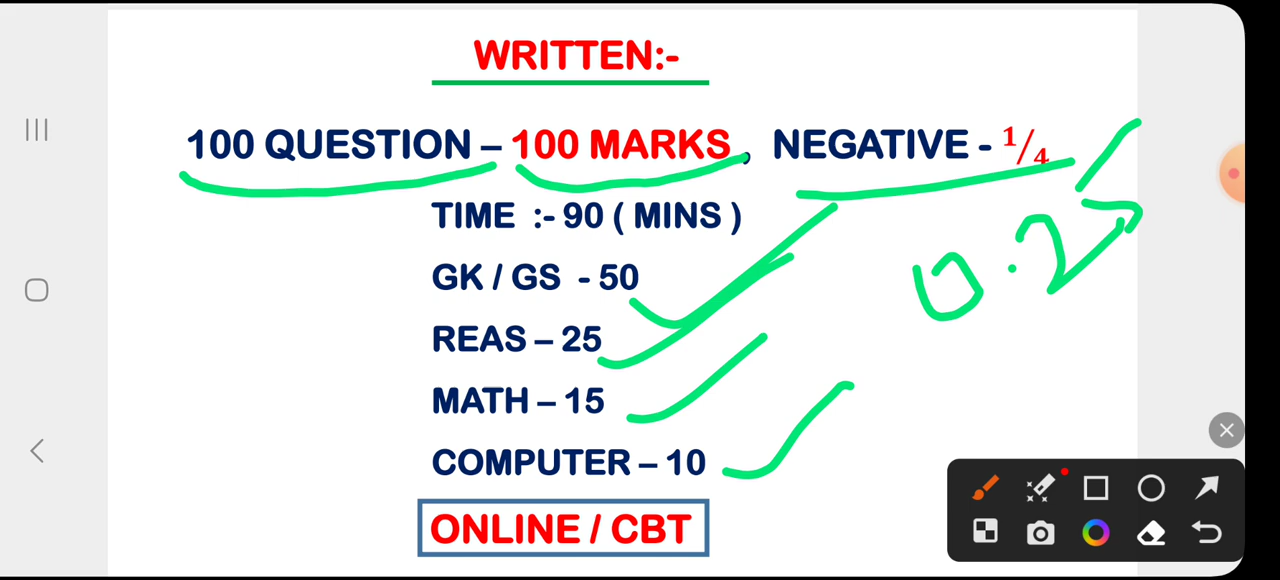 WRITTEN:-
100 QUESTION – 100 MARKS, NEGATIVE - 1/4
TIME :- 90 ( MINS )
0.25
GK / GS - 50
REAS – 25
MATH – 15
COMPUTER – 10
ONLINE / CBT